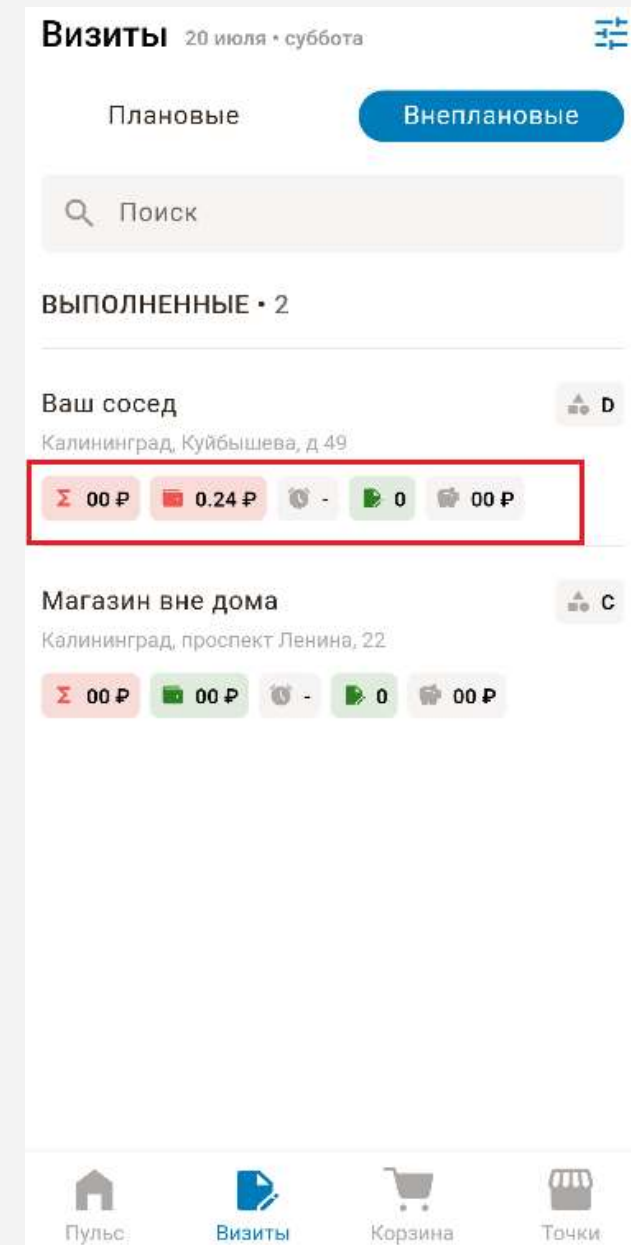 Визиты 20 июля • суббота
Плановые Внеплановые
Поиск
ВЫПОЛНЕННЫЕ • 2
Ваш сосед D
Калининград, Куйбышева, д 49
Σ 00 ₽ 0.24 ₽ - 0 00 ₽
Магазин вне дома C
Калининград, проспект Ленина, 22
Σ 00 ₽ 00 ₽ - 0 00 ₽
Пульс Визиты Корзина Точки